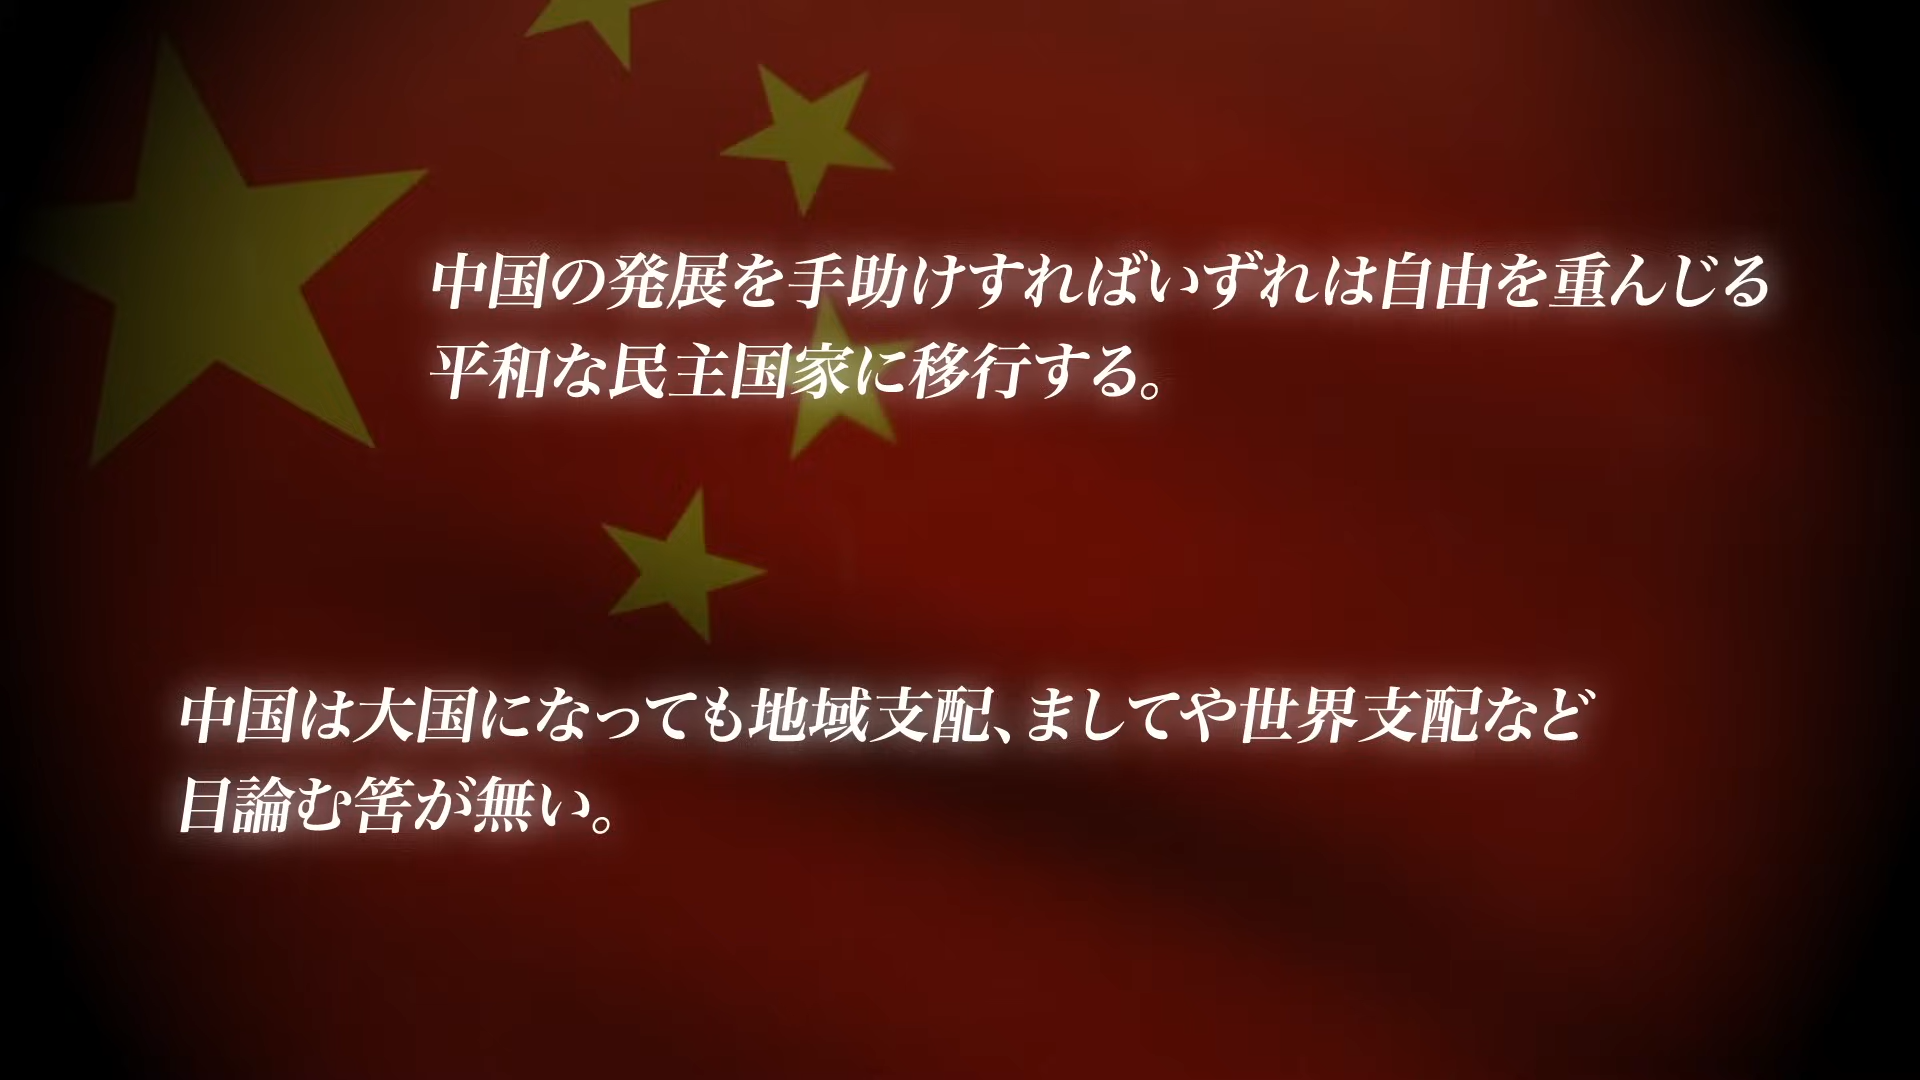 中国の発展を手助けすればいずれは自由を重んじる
平和な民主国家に移行する。
中国は大国になっても地域支配、ましてや世界支配など
目論む筈が無い。